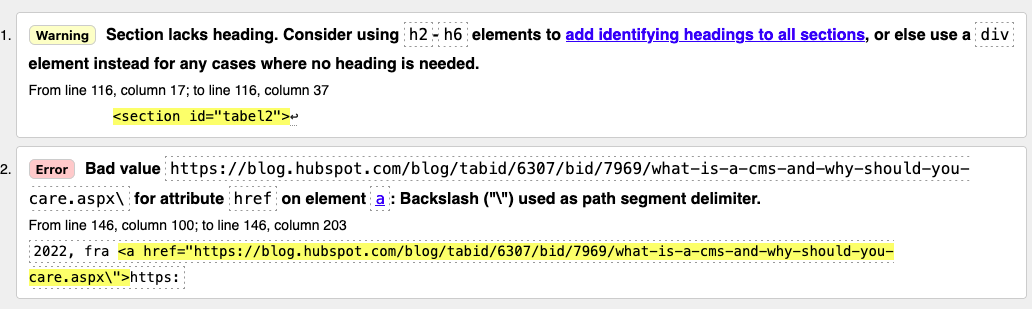 1. Warning Section lacks heading. Consider using h2-h6 elements to add identifying headings to all sections, or else use a div
element instead for any cases where no heading is needed.
From line 116, column 17; to line 116, column 37
<section id="tabel2">↩
2. Error Bad value https://blog.hubspot.com/blog/tabid/6307/bid/7969/what-is-a-cms-and-why-should-you-
care.aspx\ for attribute href on element a: Backslash ("\") used as path segment delimiter.
From line 146, column 100; to line 146, column 203
2022, fra <a href="https://blog.hubspot.com/blog/tabid/6307/bid/7969/what-is-a-cms-and-why-should-you-
care.aspx\">https: